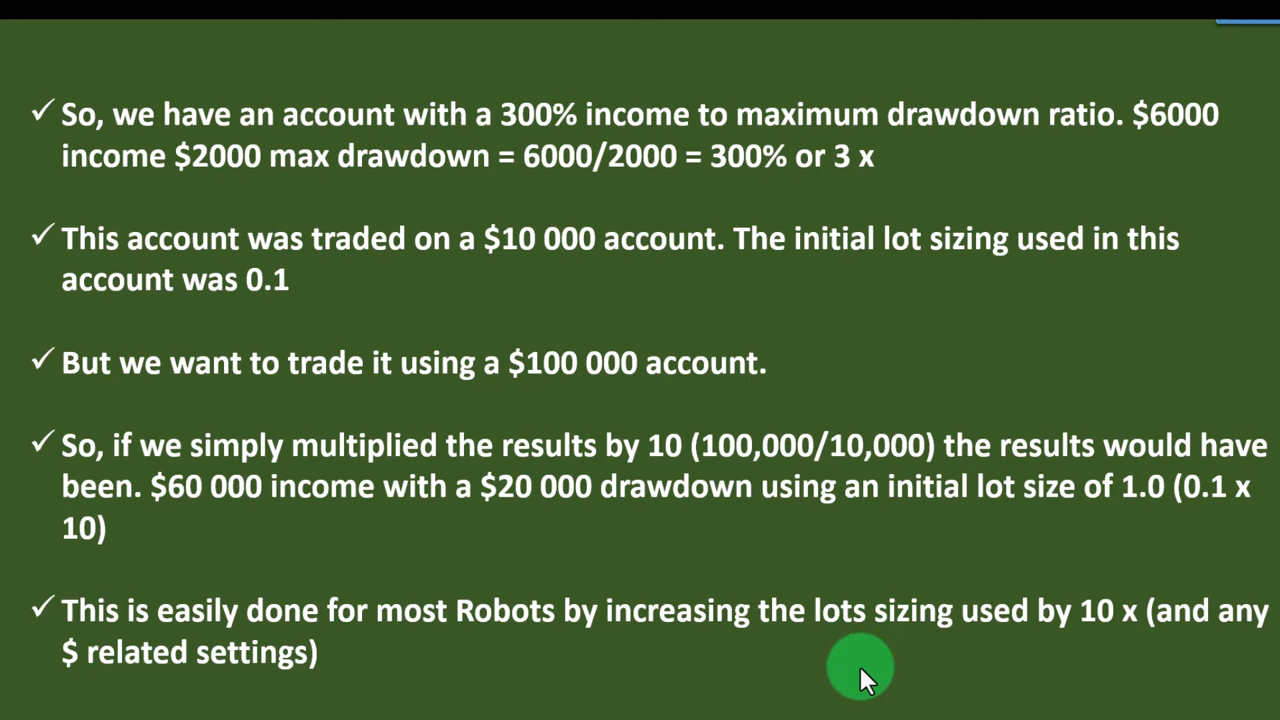 ✓ So, we have an account with a 300% income to maximum drawdown ratio. $6000
income $2000 max drawdown = 6000/2000 = 300% or 3 x
✓ This account was traded on a $10 000 account. The initial lot sizing used in this
account was 0.1
✓ But we want to trade it using a $100 000 account.
✓ So, if we simply multiplied the results by 10 (100,000/10,000) the results would have
been. $60 000 income with a $20 000 drawdown using an initial lot size of 1.0 (0.1 x
10)
✓ This is easily done for most Robots by increasing the lots sizing used by 10 x (and any
$ related settings)